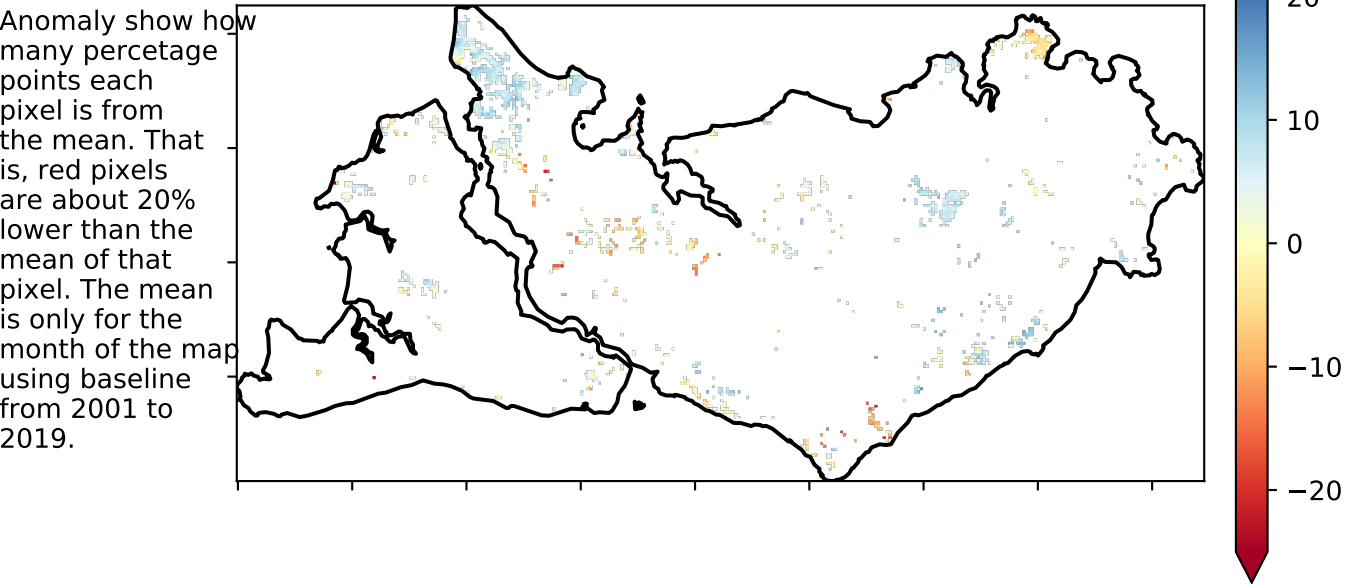 Anomaly show how
many percetage
points each
pixel is from
the mean. That
is, red pixels
are about 20%
lower than the
mean of that
pixel. The mean
is only for the
month of the map
using baseline
from 2001 to
2019.
20
10
0
−10
−20